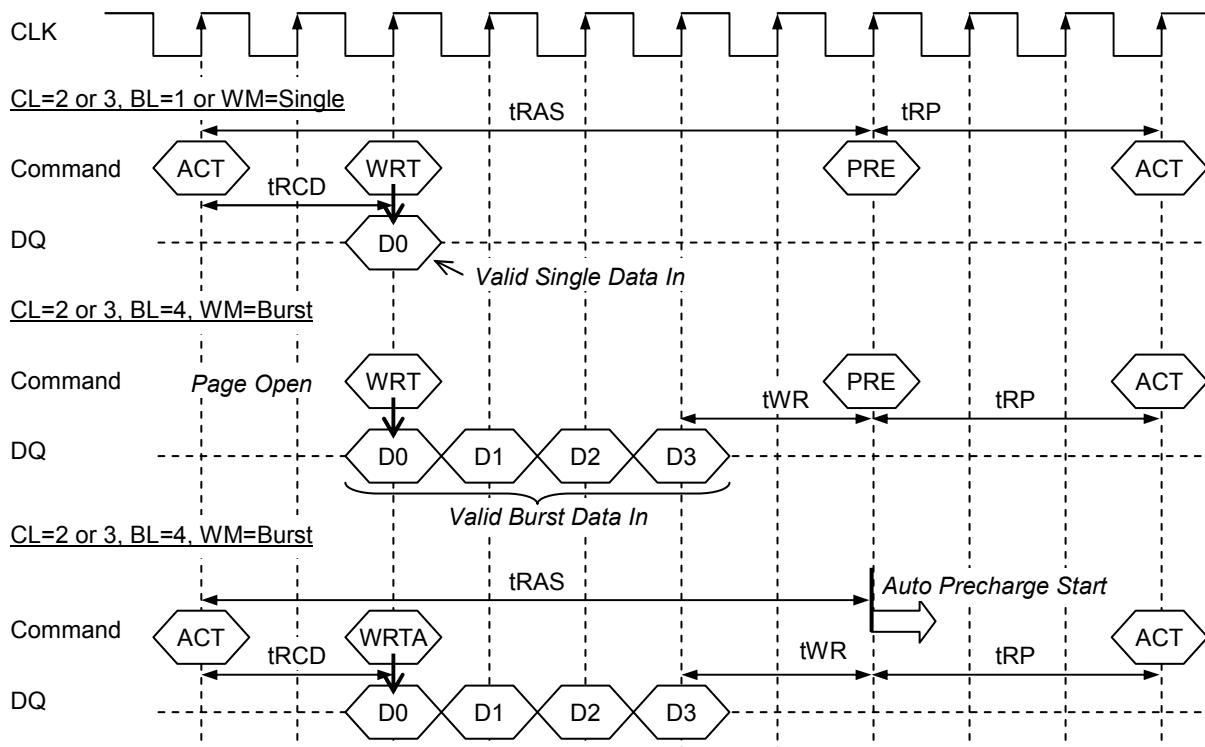 CLK
CL=2 or 3, BL=1 or WM=Single
tRAS tRP
Command ACT WRT PRE ACT
tRCD
DQ D0
Valid Single Data In
CL=2 or 3, BL=4, WM=Burst
Command Page Open WRT PRE ACT
tWR tRP
DQ D0 D1 D2 D3
Valid Burst Data In
CL=2 or 3, BL=4, WM=Burst
tRAS Auto Precharge Start
Command ACT WRTA ACT
tRCD tWR tRP
DQ D0 D1 D2 D3